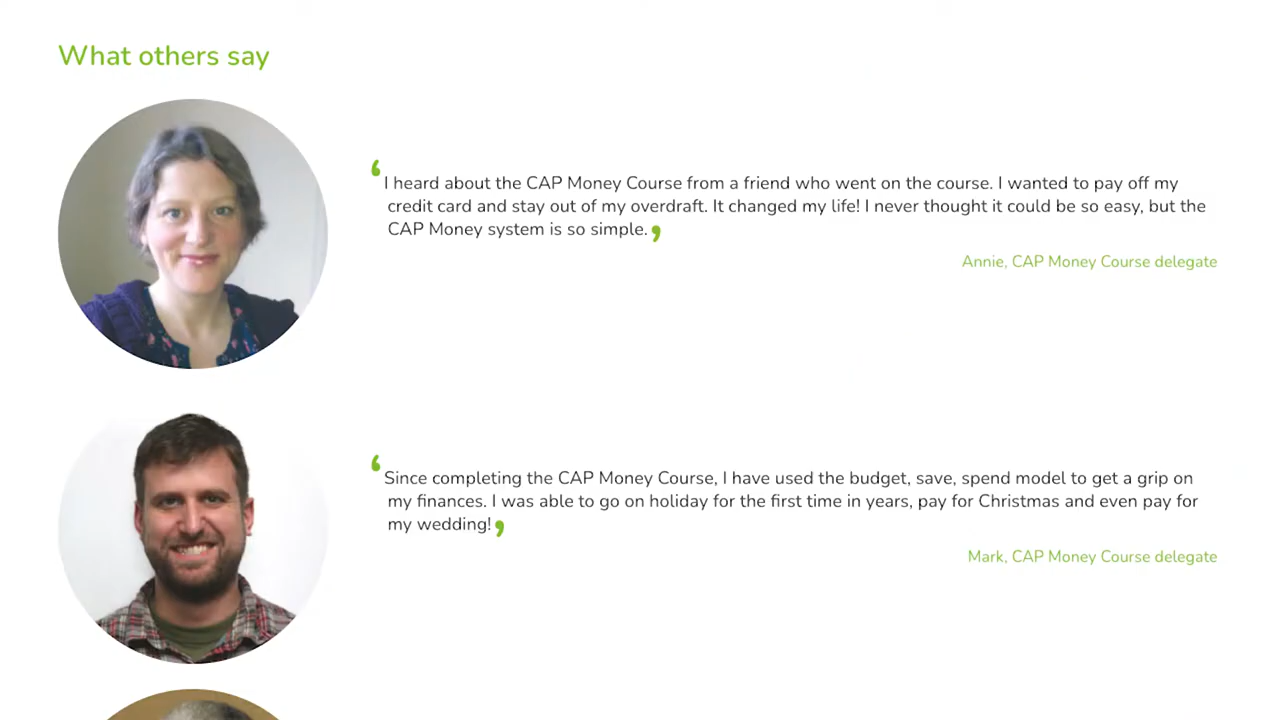 What others say
‘I heard about the CAP Money Course from a friend who went on the course. I wanted to pay off my
credit card and stay out of my overdraft. It changed my life! I never thought it could be so easy, but the
CAP Money system is so simple.’
Annie, CAP Money Course delegate
‘Since completing the CAP Money Course, I have used the budget, save, spend model to get a grip on
my finances. I was able to go on holiday for the first time in years, pay for Christmas and even pay for
my wedding!’
Mark, CAP Money Course delegate